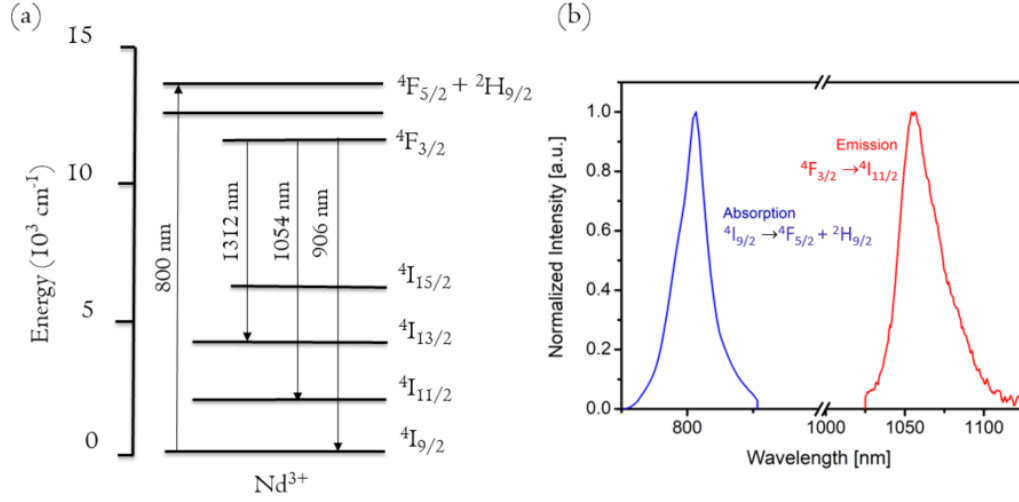 (a)
15
10
5
0
Energy (10³ cm⁻¹)
⁴F₅/₂ + ²H₉/₂
⁴F₃/₂
800 nm
1312 nm
1054 nm
906 nm
⁴I₁₅/₂
⁴I₁₃/₂
⁴I₁₁/₂
⁴I₉/₂
Nd³⁺
(b)
Normalized Intensity [a.u.]
1.0
0.8
0.6
0.4
0.2
0.0
Emission
⁴F₃/₂ →⁴I₁₁/₂
Absorption
⁴I₉/₂ →⁴F₅/₂ + ²H₉/₂
800
1000
1050
1100
Wavelength [nm]